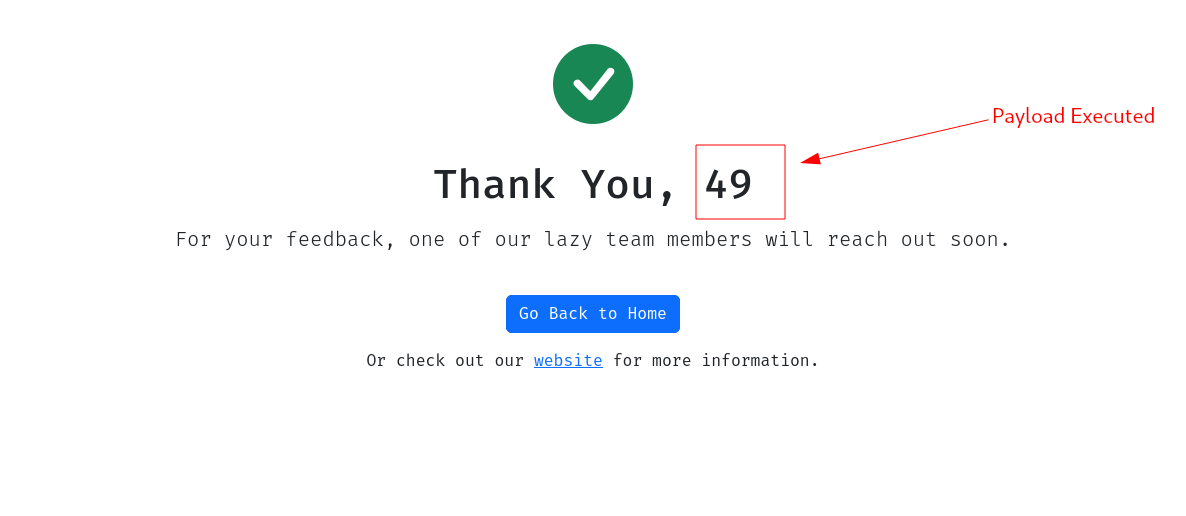 Payload Executed
Thank You, 49
For your feedback, one of our lazy team members will reach out soon.
Go Back to Home
Or check out our website for more information.